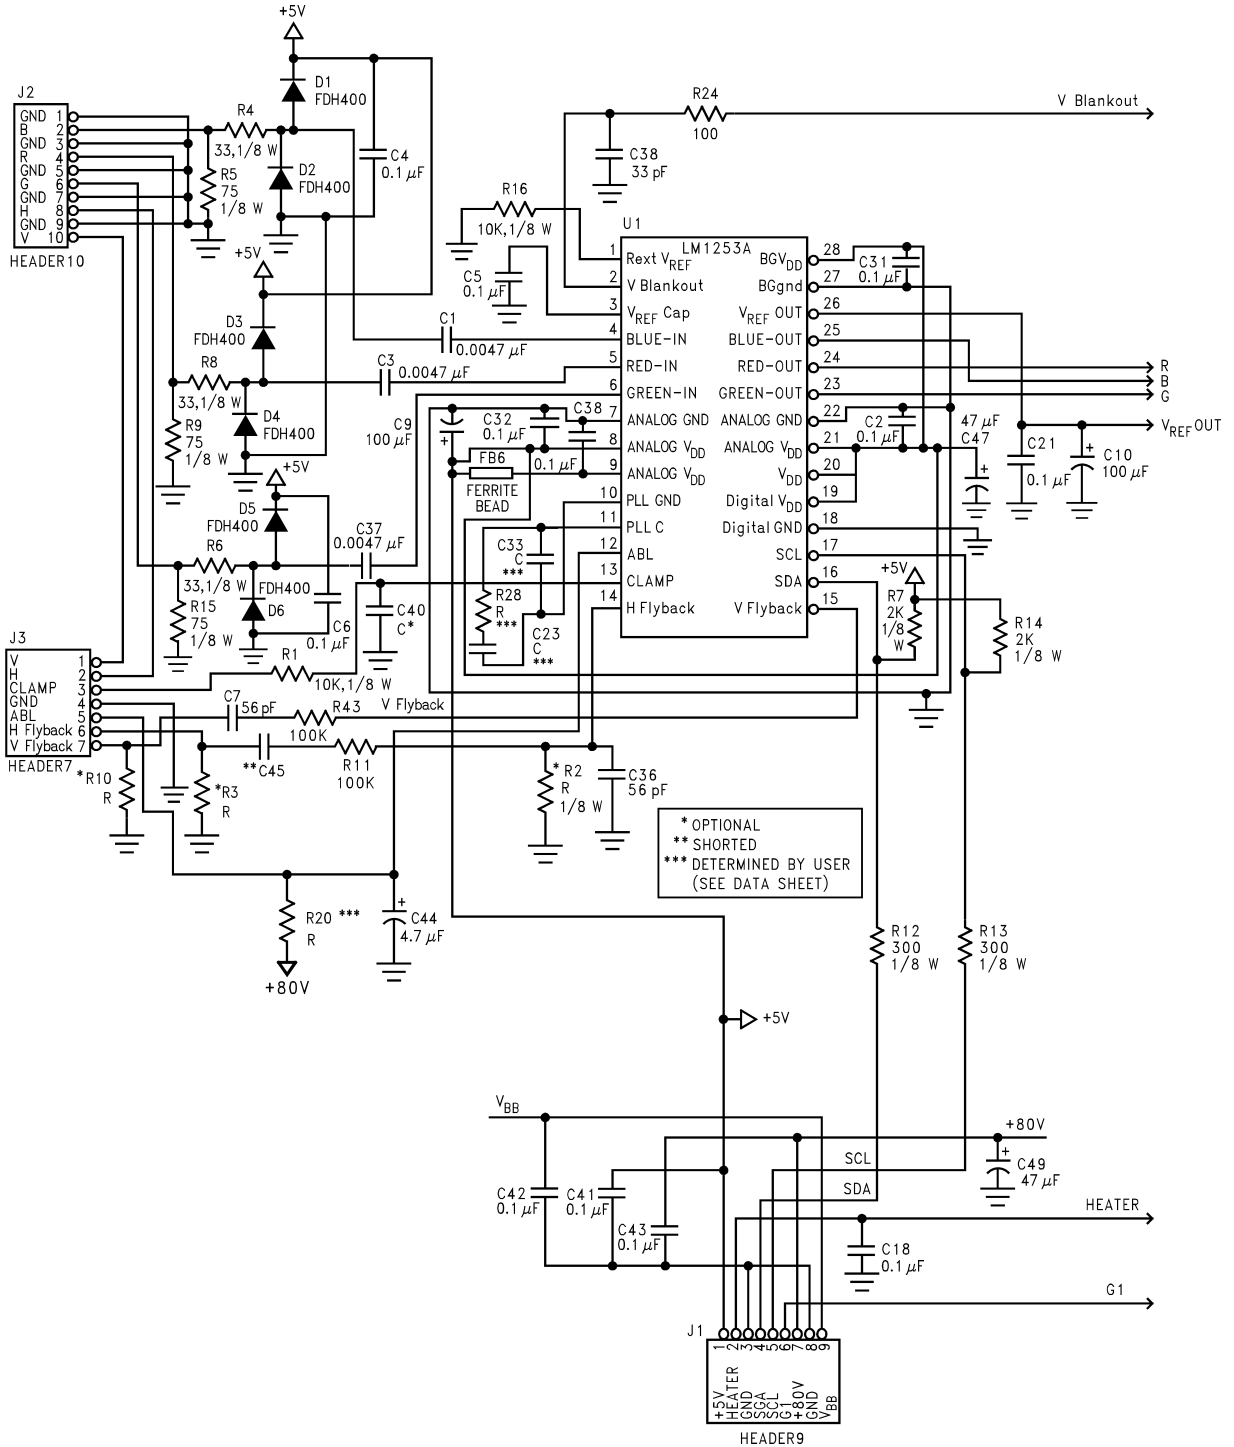 +5V
J2
GND 1
B 2
GND 3
R 4
GND 5
G 6
GND 7
H 8
GND 9
V 10
HEADER10
R4
33,1/8 W
R5
75
1/8 W
D1
FDH400
D2
FDH400
C4
0.1 µF
R24
100
V Blankout
C38
33 pF
R16
10K,1/8 W
C5
0.1 µF
+5V
D3
FDH400
R8
33,1/8 W
R9
75
1/8 W
D4
FDH400
C1
0.0047 µF
C3
0.0047 µF
+5V
D5
FDH400
R6
33,1/8 W
R15
75
1/8 W
FDH400
D6
C6
0.1 µF
C37
0.0047 µF
C9
100 µF
C32
0.1 µF
C38
0.1 µF
FB6
FERRITE
BEAD
C33
C
***
R28
R
***
C23
C
***
C40
C*
U1
LM1253A
1 Rext VREF
2 V Blankout
3 VREF Cap
4 BLUE-IN
5 RED-IN
6 GREEN-IN
7 ANALOG GND
8 ANALOG VDD
9 ANALOG VDD
10 PLL GND
11 PLL C
12 ABL
13 CLAMP
14 H Flyback
BGVDD 28
BGgnd 27
VREF OUT 26
BLUE-OUT 25
RED-OUT 24
GREEN-OUT 23
ANALOG GND 22
ANALOG VDD 21
VDD 20
Digital VDD 19
Digital GND 18
SCL 17
SDA 16
V Flyback 15
C31
0.1 µF
C2
0.1 µF
47 µF
C47
R
B
G
VREF OUT
C21
0.1 µF
C10
100 µF
+5V
R7
2K
1/8
W
R14
2K
1/8 W
J3
V 1
H 2
CLAMP 3
GND 4
ABL 5
H Flyback 6
V Flyback 7
HEADER7
R1
10K,1/8 W
C7
56 pF
R43
100K
V Flyback
**C45
R11
100K
*R10
R
*R3
R
*R2
R
1/8 W
C36
56 pF
* OPTIONAL
** SHORTED
*** DETERMINED BY USER
(SEE DATA SHEET)
R20 ***
R
+80V
C44
4.7 µF
R12
300
1/8 W
R13
300
1/8 W
+5V
VBB
+80V
C49
47 µF
SCL
SDA
C42
0.1 µF
C41
0.1 µF
C43
0.1 µF
HEATER
C18
0.1 µF
G1
J1
1 2 3 4 5 6 7 8 9
+5V
HEATER
GND
SGA
SCL
G1
+80V
GND
VBB
HEADER9